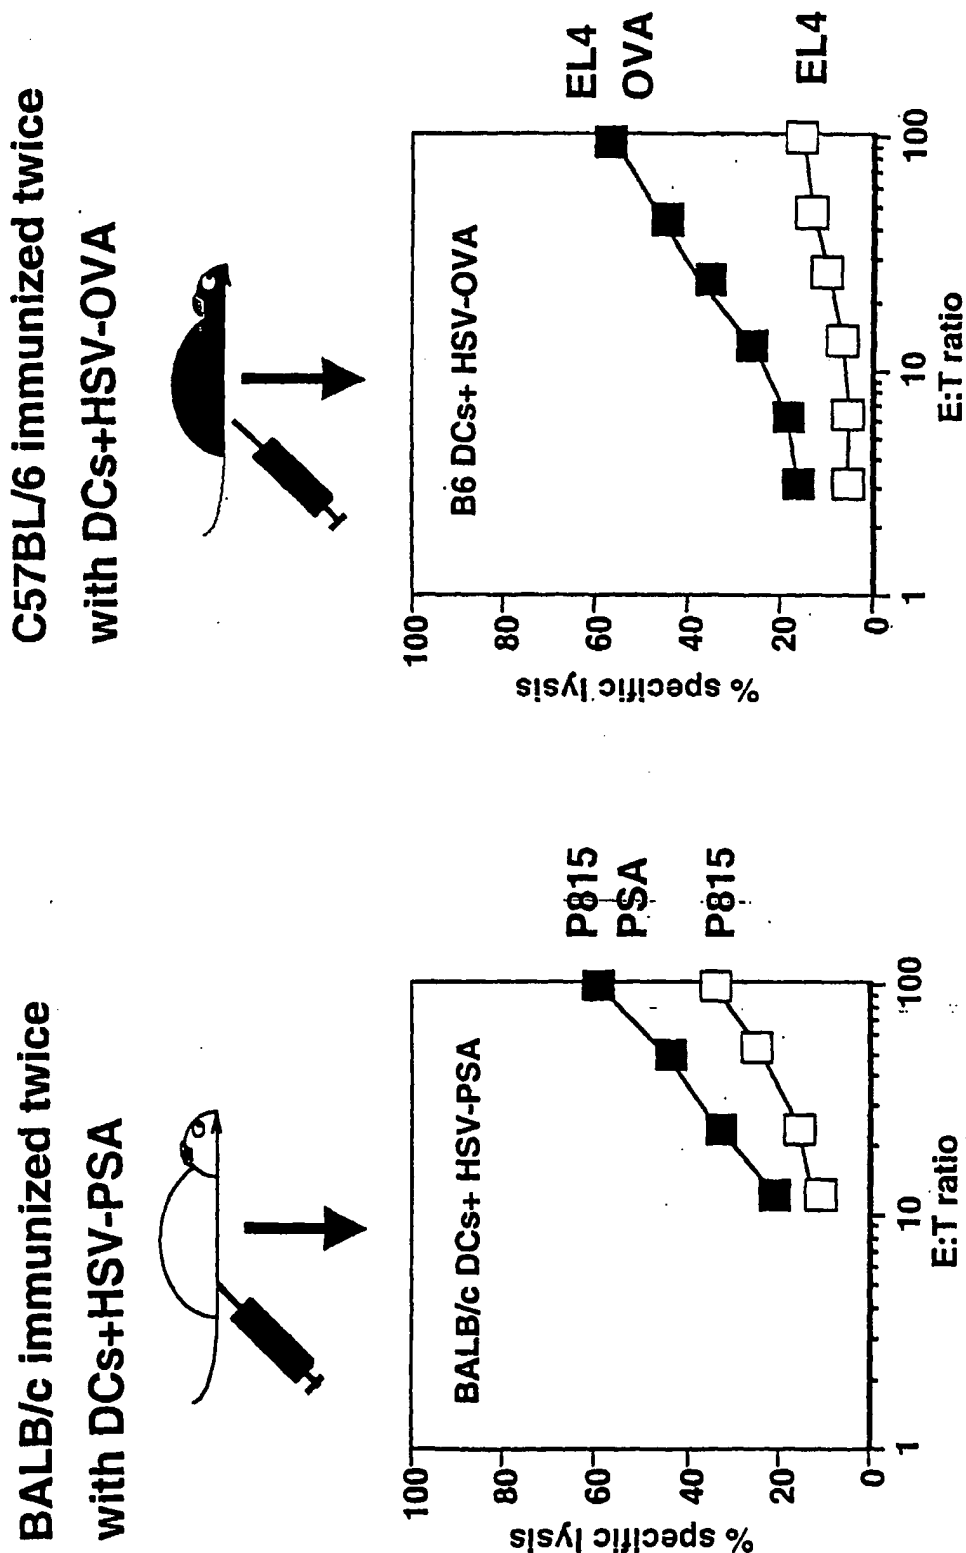 BALB/c immunized twice
with DCs+HSV-PSA
BALB/c DCs+ HSV-PSA
% specific lysis
100
80
60
40
20
0
1
10
100
E:T ratio
P815
PSA
P815
C57BL/6 immunized twice
with DCs+HSV-OVA
B6 DCs+ HSV-OVA
% specific lysis
100
80
60
40
20
0
1
10
100
E:T ratio
EL4
OVA
EL4